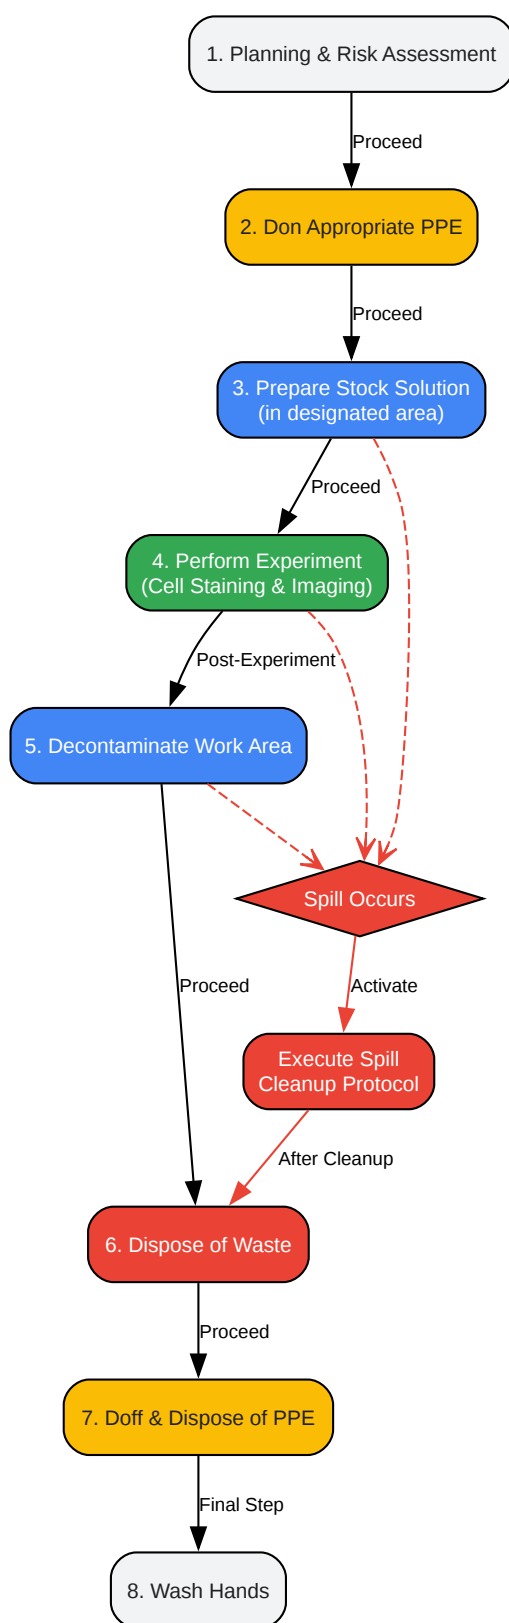 1. Planning & Risk Assessment
Proceed
2. Don Appropriate PPE
Proceed
3. Prepare Stock Solution
(in designated area)
Proceed
4. Perform Experiment
(Cell Staining & Imaging)
Post-Experiment
5. Decontaminate Work Area
Spill Occurs
Proceed
Activate
Execute Spill
Cleanup Protocol
After Cleanup
6. Dispose of Waste
Proceed
7. Doff & Dispose of PPE
Final Step
8. Wash Hands